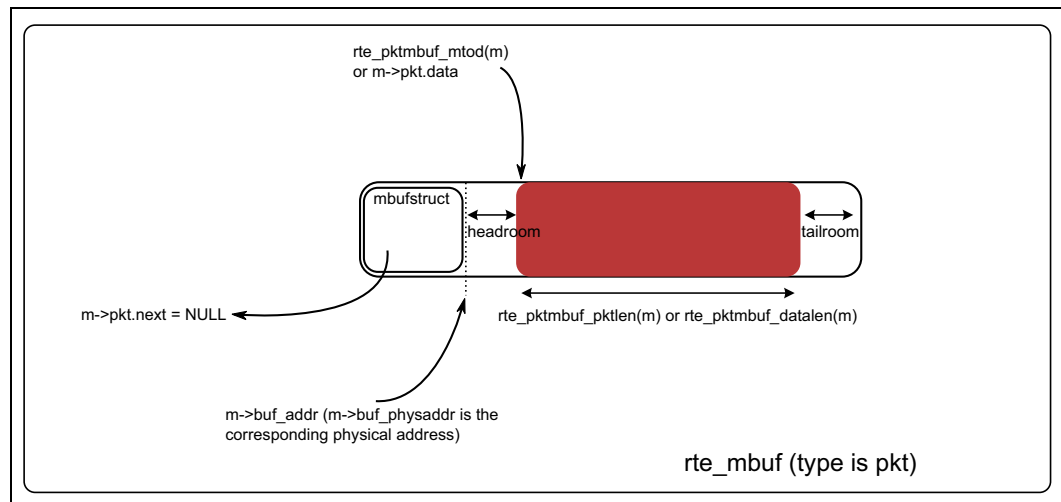 rte_pktmbuf_mtod(m)
or m->pkt.data
mbufstruct
headroom
tailroom
m->pkt.next = NULL
rte_pktmbuf_pktlen(m) or rte_pktmbuf_datalen(m)
m->buf_addr (m->buf_physaddr is the
corresponding physical address)
rte_mbuf (type is pkt)